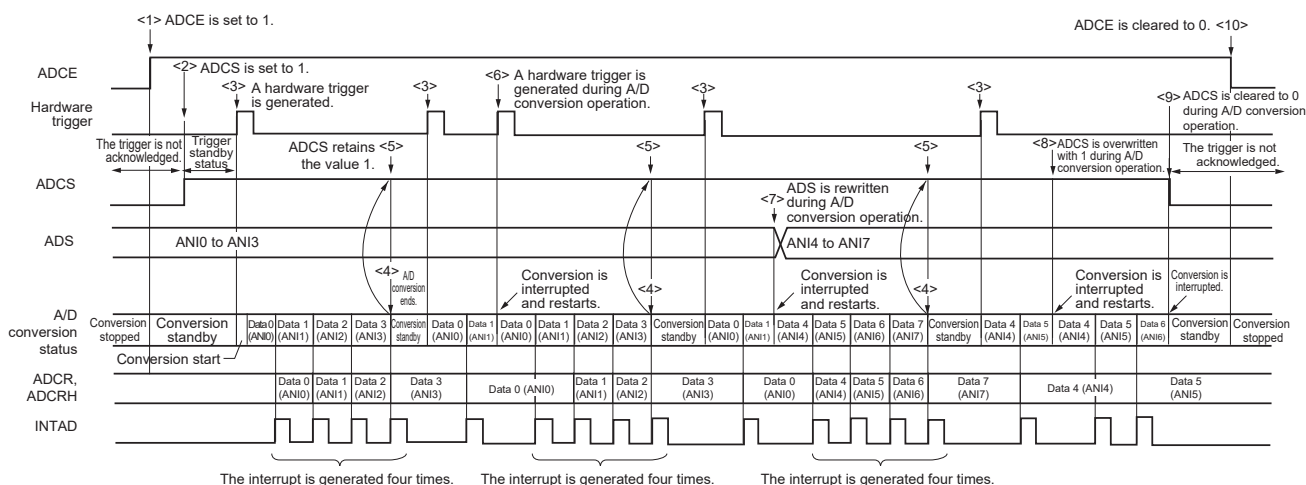 <1> ADCE is set to 1.
ADCE is cleared to 0. <10>
ADCE
<2> ADCS is set to 1.
<3> A hardware trigger
is generated.
<3>
<6> A hardware trigger is
generated during A/D
conversion operation.
<3>
<3>
<9> ADCS is cleared to 0
during A/D conversion
operation.
Hardware
trigger
The trigger is not
acknowledged.
Trigger
standby
status
ADCS retains
the value 1.
<5>
<5>
<5>
<8> ADCS is overwritten
with 1 during A/D
conversion operation.
The trigger is not
acknowledged.
ADCS
<7> ADS is rewritten
during A/D
conversion operation.
ADS
ANI0 to ANI3
ANI4 to ANI7
<4> A/D
conversion
ends.
Conversion is
interrupted
and restarts.
<4>
Conversion is
interrupted
and restarts.
<4>
Conversion is
interrupted
and restarts.
Conversion is
interrupted.
A/D
conversion
status
Conversion
stopped
Conversion
standby
Data 0
(ANI0)
Data 1
(ANI1)
Data 2
(ANI2)
Data 3
(ANI3)
Conversion
standby
Data 0
(ANI0)
Data 1
(ANI1)
Data 0
(ANI0)
Data 1
(ANI1)
Data 2
(ANI2)
Data 3
(ANI3)
Conversion
standby
Data 0
(ANI0)
Data 1
(ANI1)
Data 4
(ANI4)
Data 5
(ANI5)
Data 6
(ANI6)
Data 7
(ANI7)
Conversion
standby
Data 4
(ANI4)
Data 5
(ANI5)
Data 4
(ANI4)
Data 5
(ANI5)
Data 6
(ANI6)
Conversion
standby
Conversion
stopped
Conversion start
ADCR,
ADCRH
Data 0
(ANI0)
Data 1
(ANI1)
Data 2
(ANI2)
Data 3
(ANI3)
Data 0 (ANI0)
Data 1
(ANI1)
Data 2
(ANI2)
Data 3
(ANI3)
Data 0
(ANI0)
Data 4
(ANI4)
Data 5
(ANI5)
Data 6
(ANI6)
Data 7
(ANI7)
Data 4 (ANI4)
Data 5
(ANI5)
INTAD
The interrupt is generated four times.
The interrupt is generated four times.
The interrupt is generated four times.